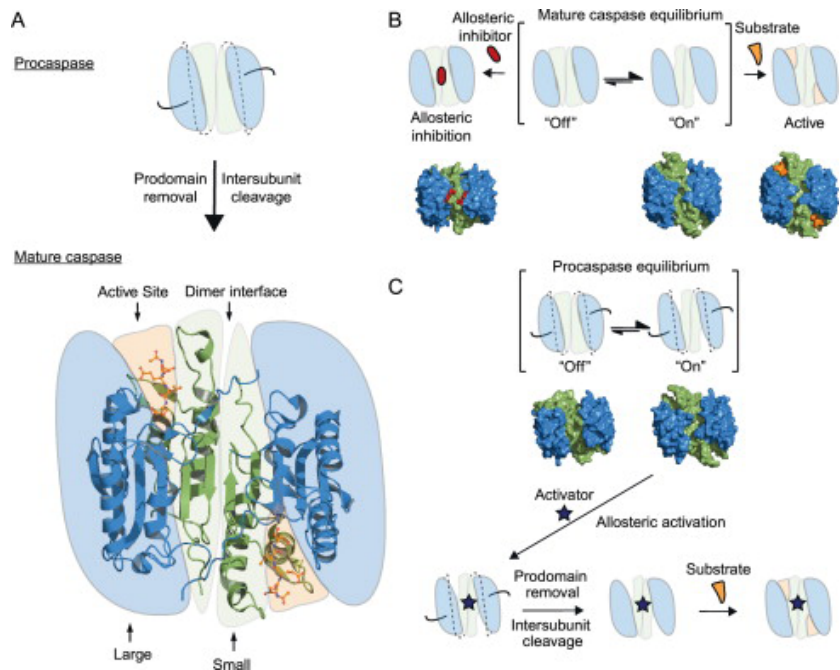 A
Procaspase
Prodomain
removal
Intersubunit
cleavage
Mature caspase
Active Site
Dimer interface
Large
Small
B
Allosteric
inhibitor
Mature caspase equilibrium
Substrate
Allosteric
inhibition
"Off"
"On"
Active
C
Procaspase equilibrium
"Off"
"On"
Activator
Allosteric activation
Prodomain
removal
Intersubunit
cleavage
Substrate